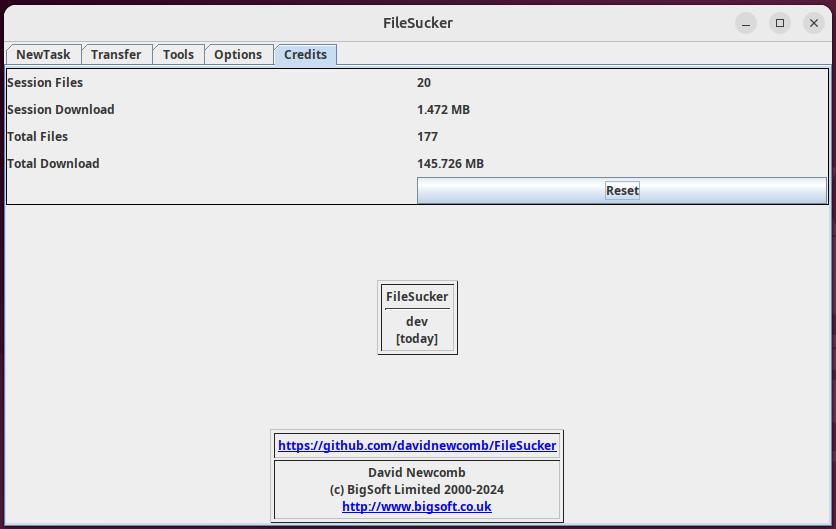 FileSucker
NewTask Transfer Tools Options Credits
Session Files 20
Session Download 1.472 MB
Total Files 177
Total Download 145.726 MB
Reset
FileSucker
dev
[today]
https://github.com/davidnewcomb/FileSucker
David Newcomb
(c) BigSoft Limited 2000-2024
http://www.bigsoft.co.uk